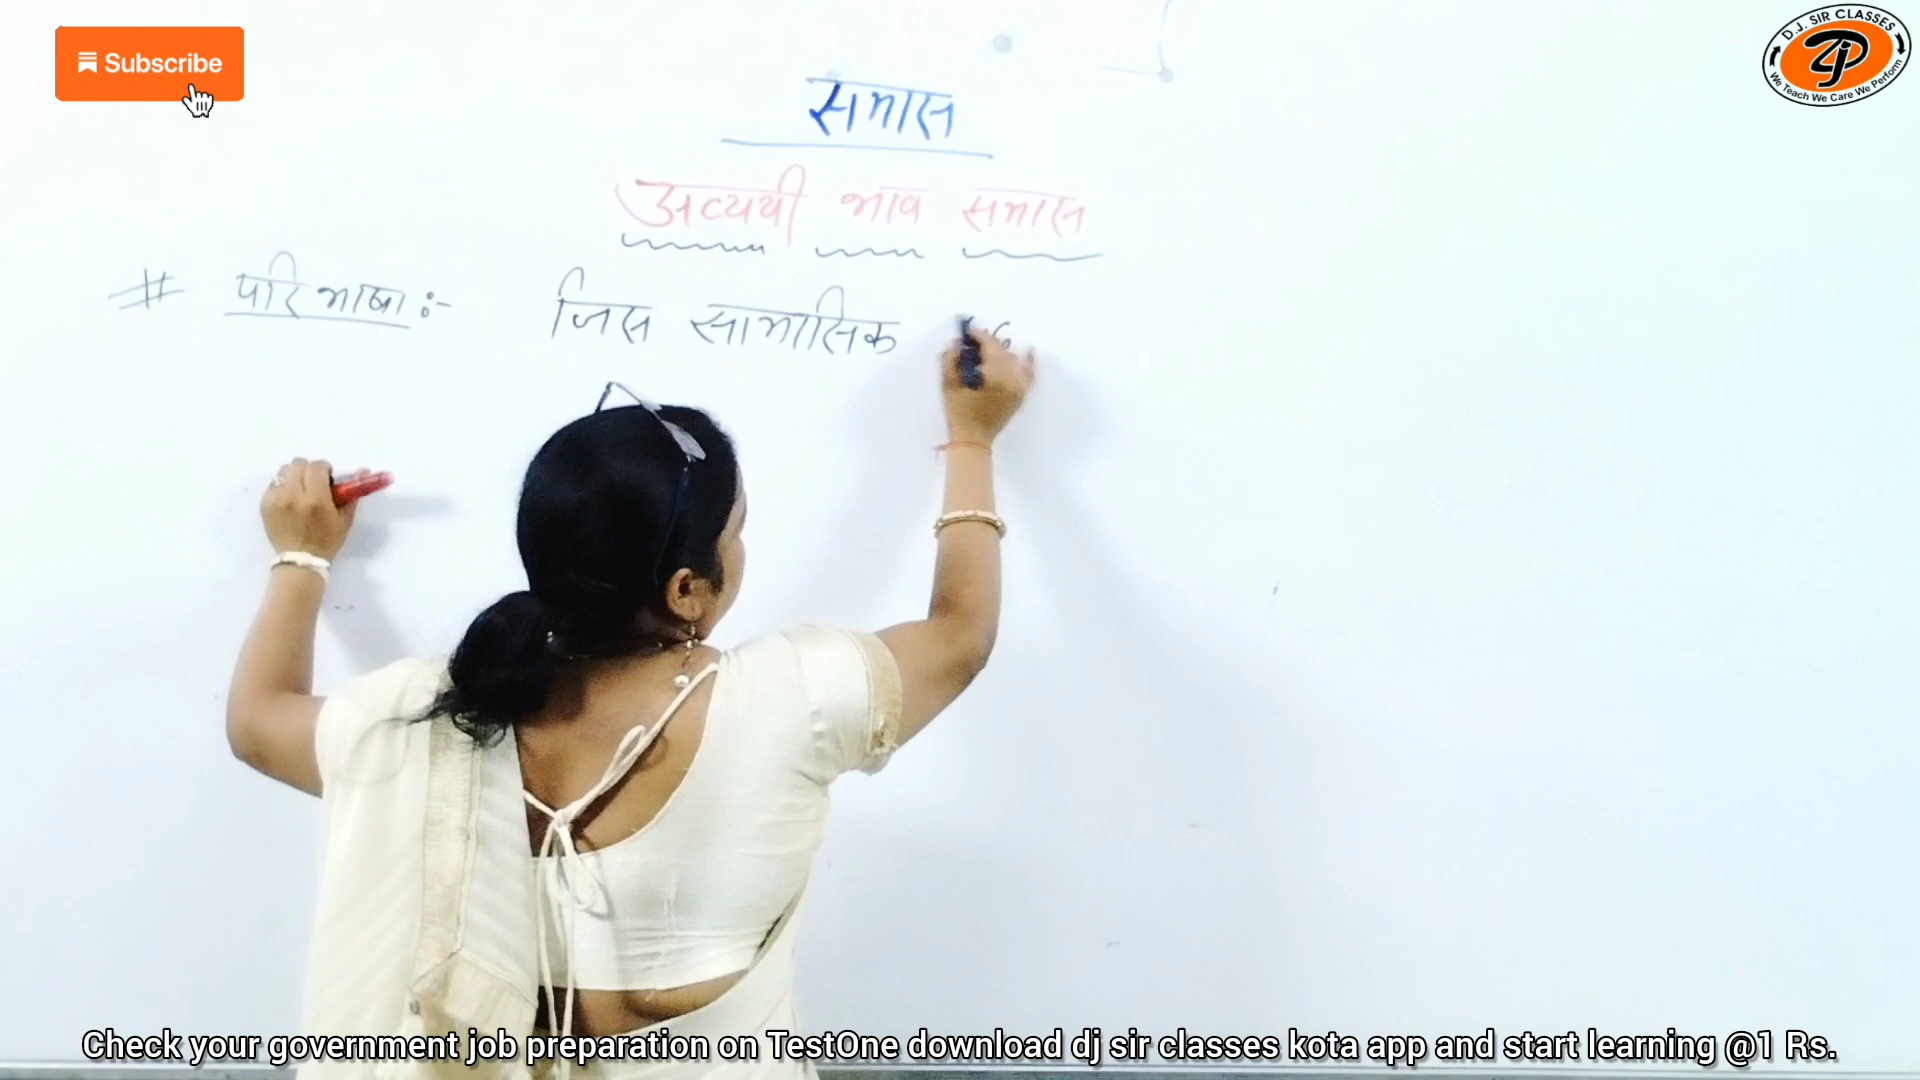 Subscribe
D.J. SIR CLASSES
We Teach We Care We Perform
समास
अव्ययी भाव समास
# परिभाषा :- जिस सामासिक
Check your government job preparation on TestOne download dj sir classes kota app and start learning @1 Rs.